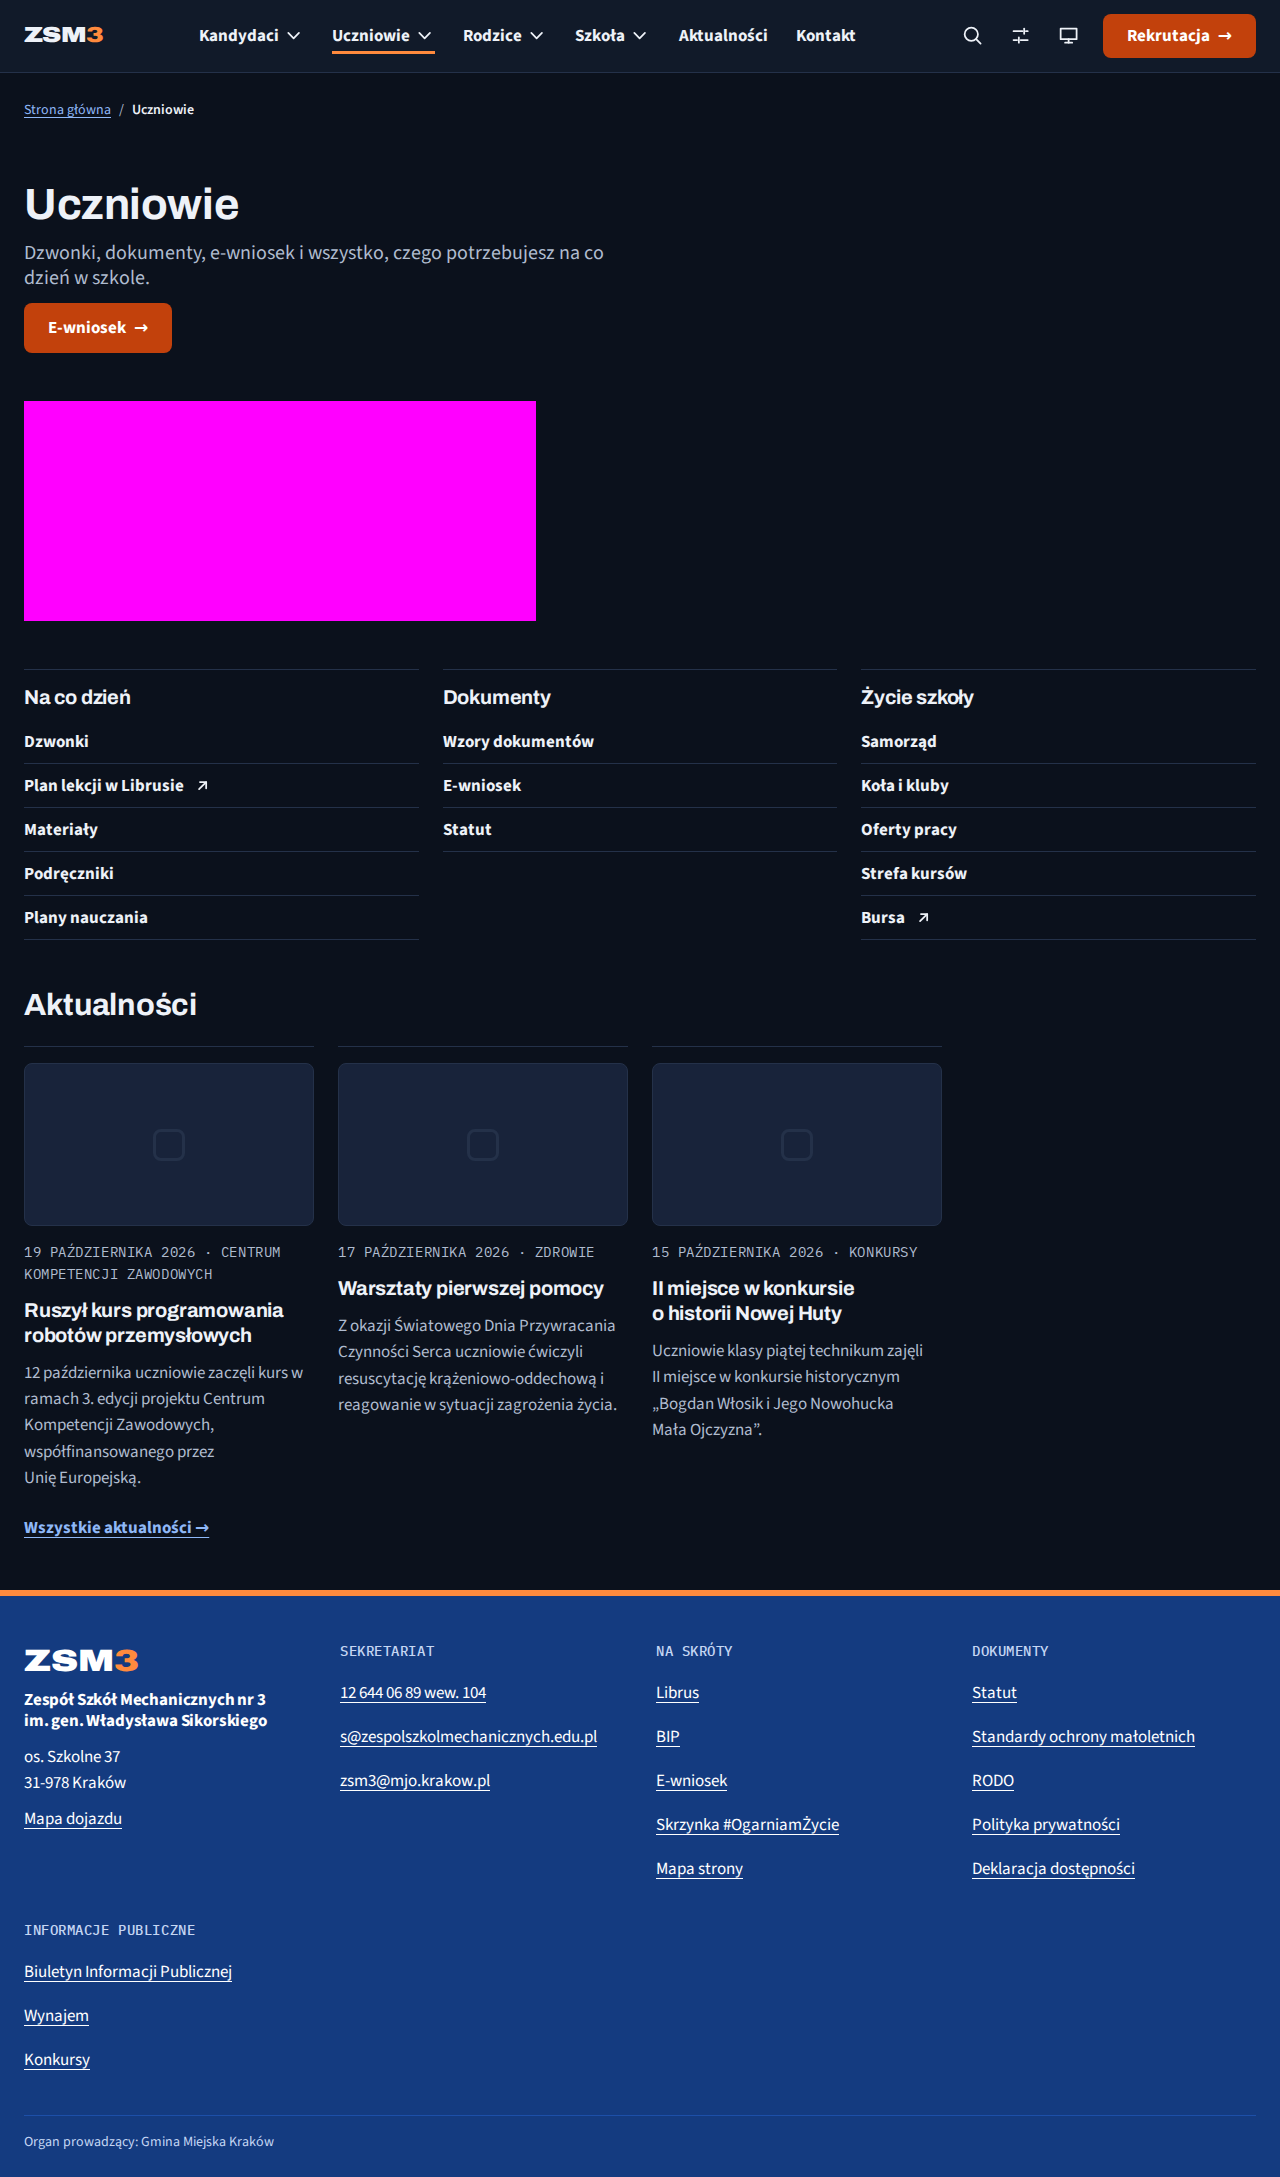 ZSM3
Kandydaci
Uczniowie
Rodzice
Szkoła
Aktualności
Kontakt
Rekrutacja →
Strona główna / Uczniowie
Uczniowie
Dzwonki, dokumenty, e-wniosek i wszystko, czego potrzebujesz na co
dzień w szkole.
E-wniosek →
Na co dzień
Dzwonki
Plan lekcji w Librusie
Materiały
Podręczniki
Plany nauczania
Dokumenty
Wzory dokumentów
E-wniosek
Statut
Życie szkoły
Samorząd
Koła i kluby
Oferty pracy
Strefa kursów
Bursa
Aktualności
19 PAŹDZIERNIKA 2026 · CENTRUM
KOMPETENCJI ZAWODOWYCH
Ruszył kurs programowania
robotów przemysłowych
12 października uczniowie zaczęli kurs w
ramach 3. edycji projektu Centrum
Kompetencji Zawodowych,
współfinansowanego przez
Unię Europejską.
17 PAŹDZIERNIKA 2026 · ZDROWIE
Warsztaty pierwszej pomocy
Z okazji Światowego Dnia Przywracania
Czynności Serca uczniowie ćwiczyli
resuscytację krążeniowo-oddechową i
reagowanie w sytuacji zagrożenia życia.
15 PAŹDZIERNIKA 2026 · KONKURSY
II miejsce w konkursie
o historii Nowej Huty
Uczniowie klasy piątej technikum zajęli
II miejsce w konkursie historycznym
„Bogdan Włosik i Jego Nowohucka
Mała Ojczyzna”.
Wszystkie aktualności →
ZSM3
Zespół Szkół Mechanicznych nr 3
im. gen. Władysława Sikorskiego
os. Szkolne 37
31-978 Kraków
Mapa dojazdu
SEKRETARIAT
12 644 06 89 wew. 104
s@zespolszkolmechanicznych.edu.pl
zsm3@mjo.krakow.pl
NA SKRÓTY
Librus
BIP
E-wniosek
Skrzynka #OgarniamŻycie
Mapa strony
DOKUMENTY
Statut
Standardy ochrony małoletnich
RODO
Polityka prywatności
Deklaracja dostępności
INFORMACJE PUBLICZNE
Biuletyn Informacji Publicznej
Wynajem
Konkursy
Organ prowadzący: Gmina Miejska Kraków